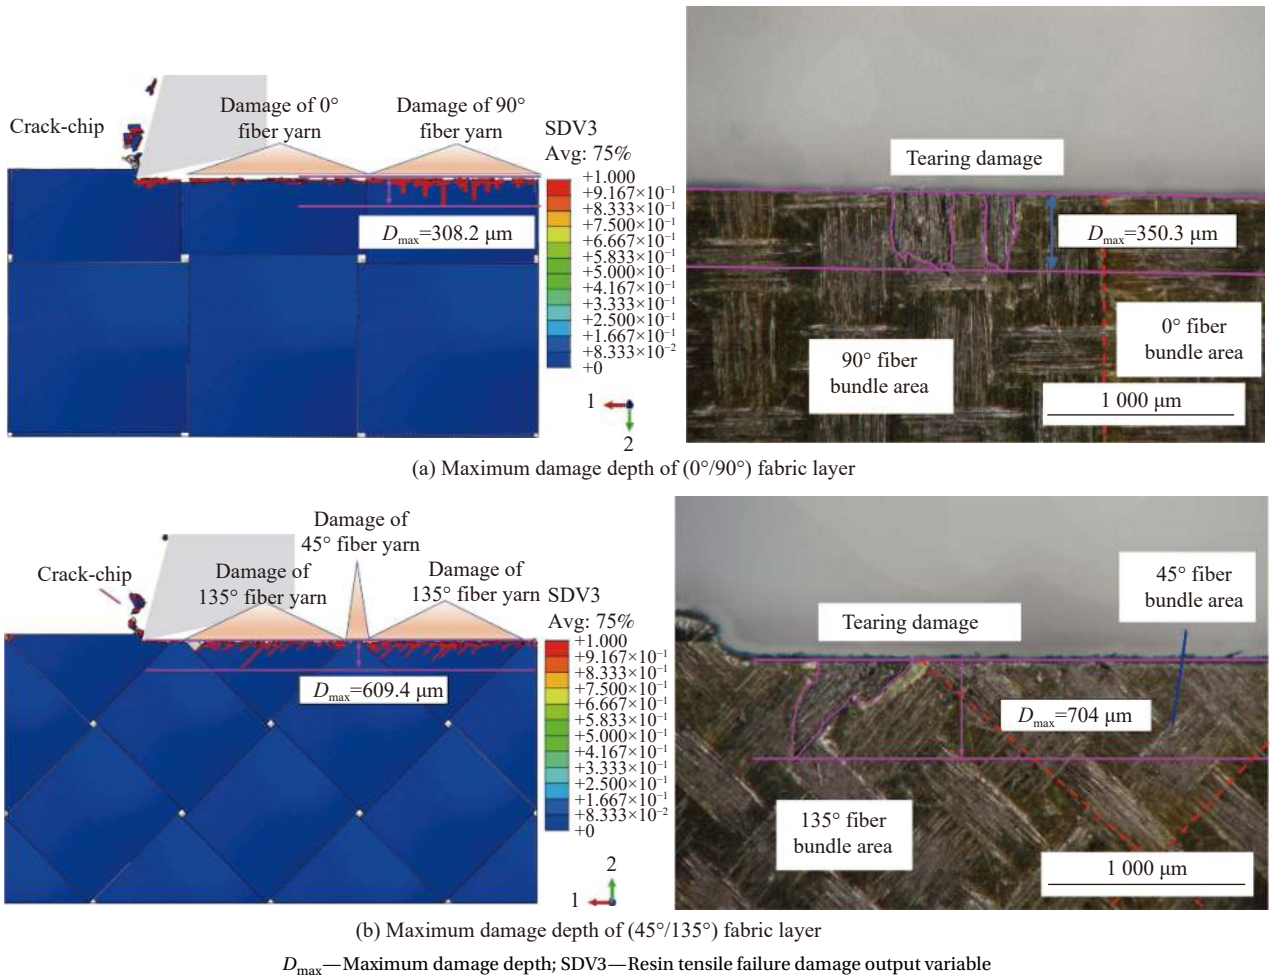 Crack-chip
Damage of 0°
fiber yarn
Damage of 90°
fiber yarn
SDV3
Avg: 75%
+1.000
+9.167×10⁻¹
+8.333×10⁻¹
+7.500×10⁻¹
+6.667×10⁻¹
+5.833×10⁻¹
+5.000×10⁻¹
+4.167×10⁻¹
+3.333×10⁻¹
+2.500×10⁻¹
+1.667×10⁻¹
+8.333×10⁻²
+0
Dmax=308.2 μm
1
2
Tearing damage
Dmax=350.3 μm
90° fiber
bundle area
0° fiber
bundle area
1 000 μm
(a) Maximum damage depth of (0°/90°) fabric layer
Damage of
45° fiber yarn
Crack-chip
Damage of
135° fiber yarn
Damage of
135° fiber yarn
SDV3
Avg: 75%
+1.000
+9.167×10⁻¹
+8.333×10⁻¹
+7.500×10⁻¹
+6.667×10⁻¹
+5.833×10⁻¹
+5.000×10⁻¹
+4.167×10⁻¹
+3.333×10⁻¹
+2.500×10⁻¹
+1.667×10⁻¹
+8.333×10⁻²
+0
Dmax=609.4 μm
2
1
Tearing damage
45° fiber
bundle area
Dmax=704 μm
135° fiber
bundle area
1 000 μm
(b) Maximum damage depth of (45°/135°) fabric layer
Dmax—Maximum damage depth; SDV3—Resin tensile failure damage output variable